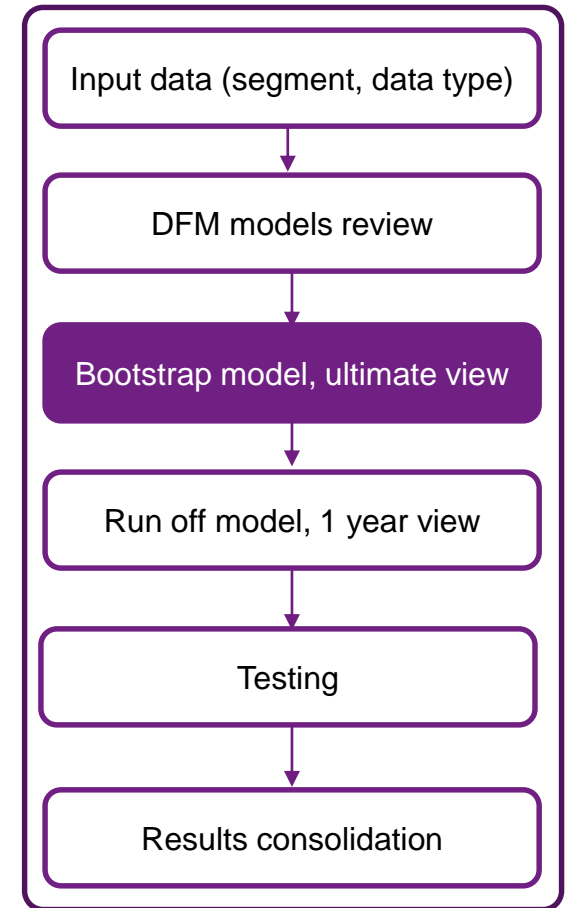 Input data (segment, data type)
DFM models review
Bootstrap model, ultimate view
Run off model, 1 year view
Testing
Results consolidation